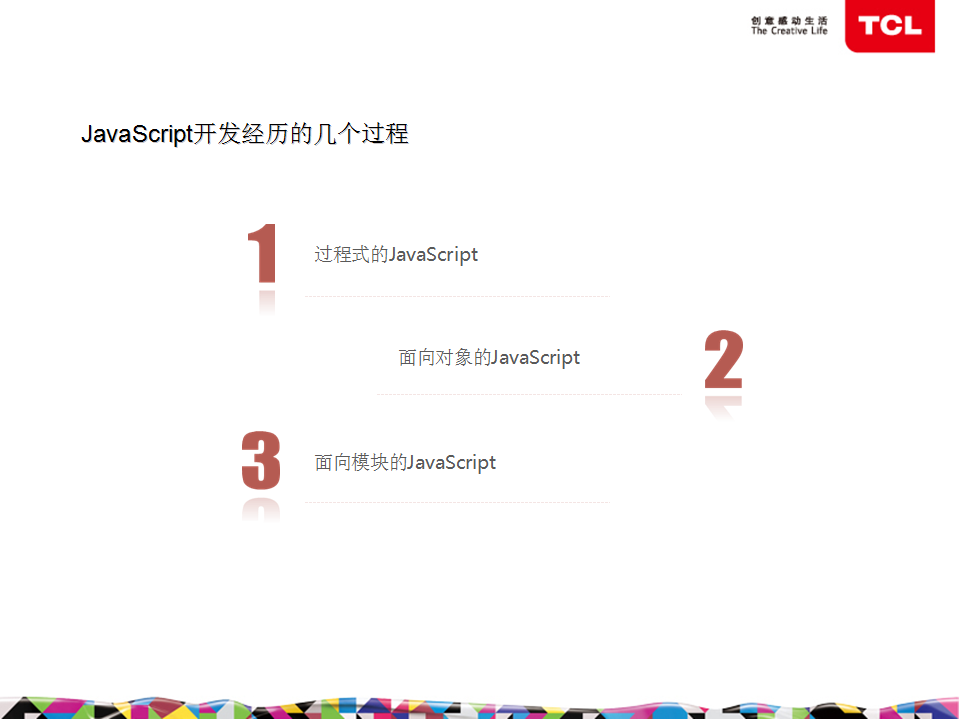 创意感动生活
The Creative Life
TCL
JavaScript开发经历的几个过程
1
过程式的JavaScript
面向对象的JavaScript
2
3
面向模块的JavaScript